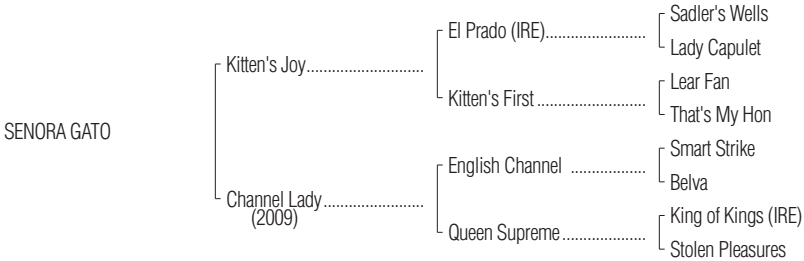 Sadler's Wells
El Prado (IRE).......................
Lady Capulet
Kitten's Joy...........................
Lear Fan
Kitten's First .........................
That's My Hon
SENORA GATO
Smart Strike
English Channel ..................
Belva
Channel Lady.......................
(2009)
King of Kings (IRE)
Queen Supreme...................
Stolen Pleasures